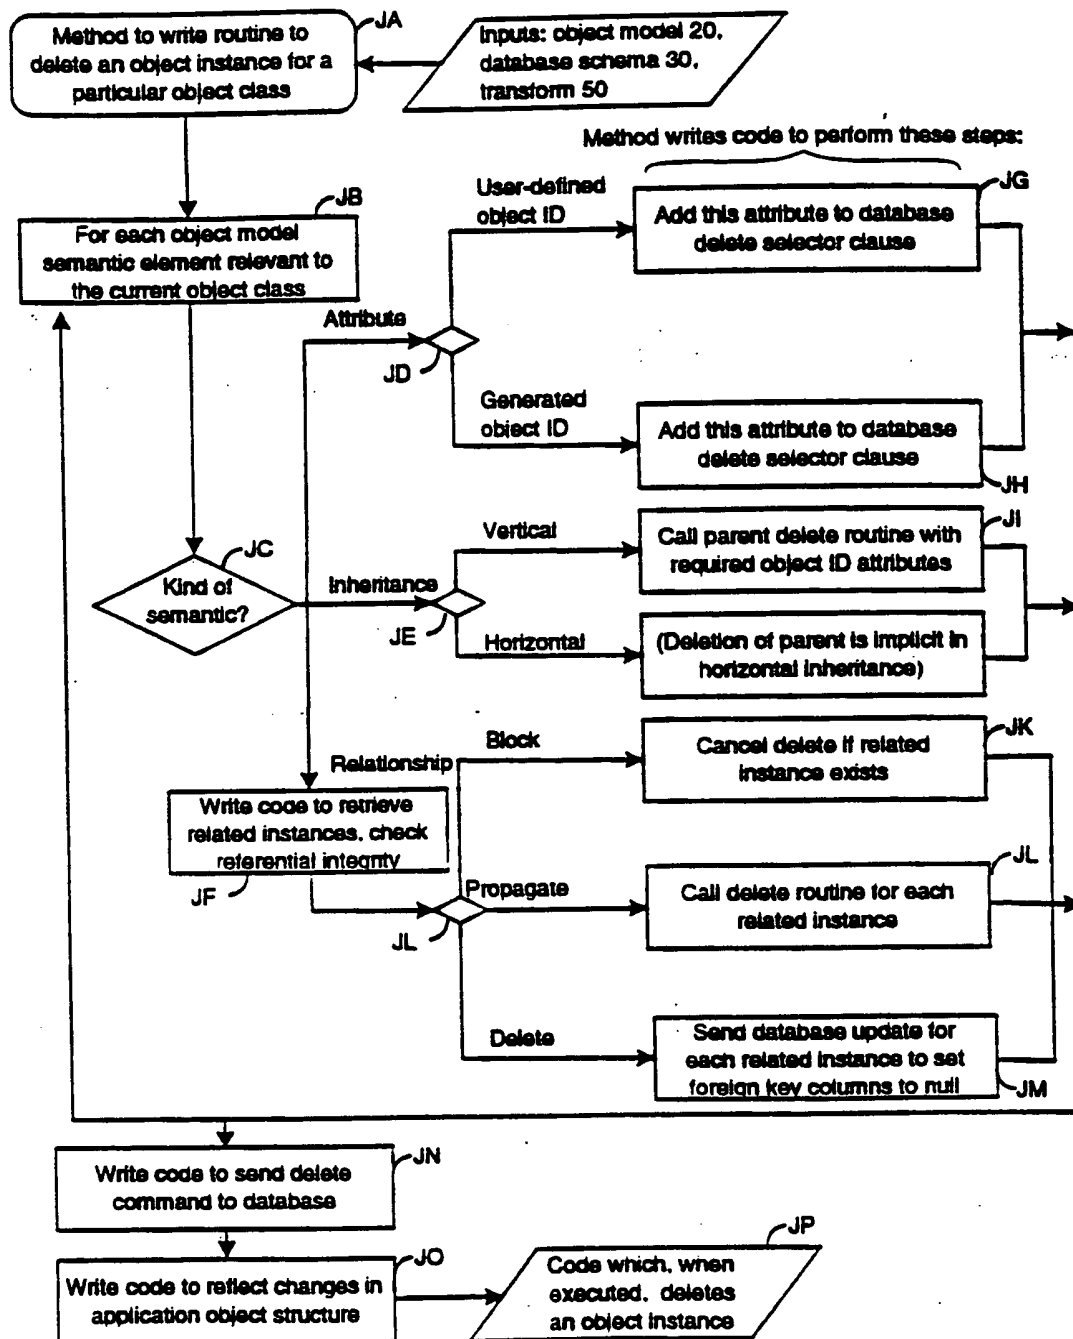 JA
Method to write routine to
delete an object instance for a
particular object class
Inputs: object model 20,
database schema 30,
transform 50
Method writes code to perform these steps:
JB
For each object model
semantic element relevant to
the current object class
User-defined
object ID
JG
Add this attribute to database
delete selector clause
Attribute
JD
Generated
object ID
Add this attribute to database
delete selector clause
JH
JC
Kind of
semantic?
Inheritance
JE
Vertical
JI
Call parent delete routine with
required object ID attributes
Horizontal
(Deletion of parent is implicit in
horizontal inheritance)
Relationship
Write code to retrieve
related instances, check
referential integrity
JF
Block
JK
Cancel delete if related
instance exists
Propagate
JL
JL
Call delete routine for each
related instance
Delete
Send database update for
each related instance to set
foreign key columns to null
JM
JN
Write code to send delete
command to database
JO
Write code to reflect changes in
application object structure
JP
Code which, when
executed, deletes
an object instance